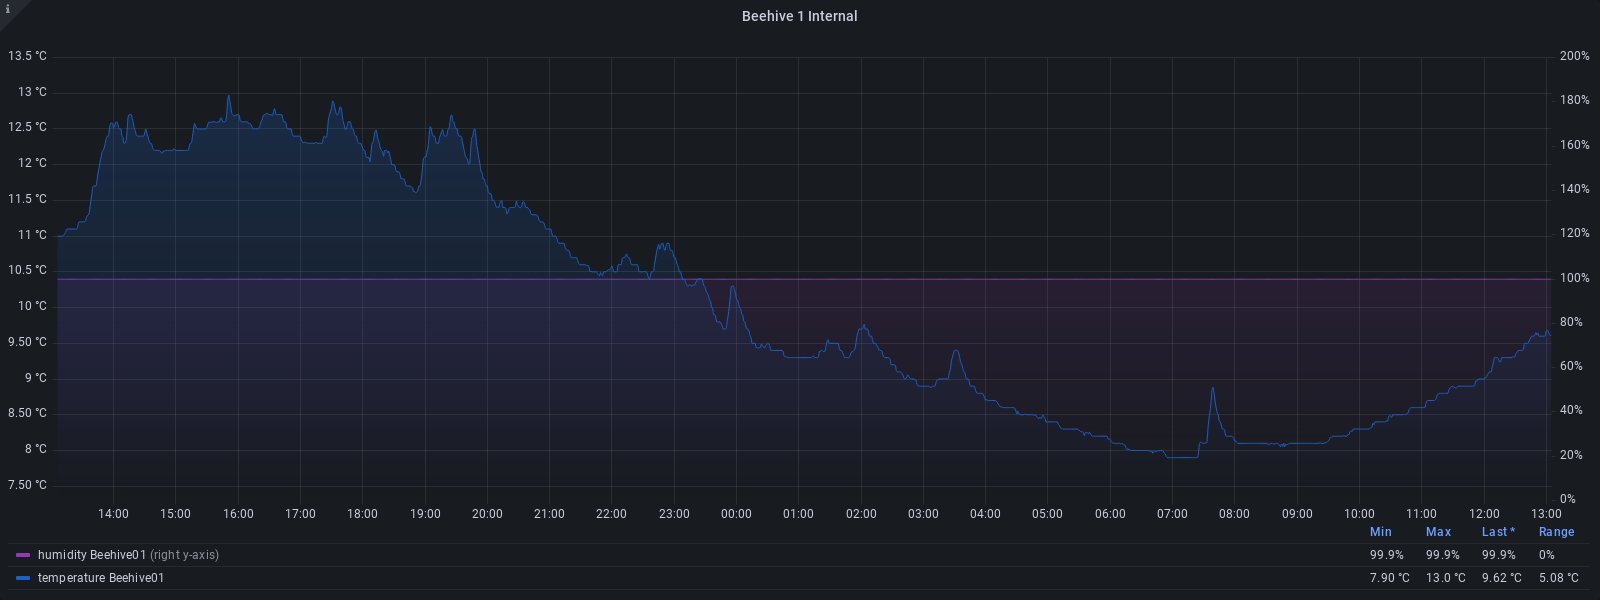 i
Beehive 1 Internal
13.5 °C 200%
13 °C 180%
12.5 °C 160%
12 °C 140%
11.5 °C 120%
11 °C 100%
10.5 °C 80%
10 °C 60%
9.50 °C 40%
9 °C 20%
8.50 °C 0%
8 °C
7.50 °C
14:00 15:00 16:00 17:00 18:00 19:00 20:00 21:00 22:00 23:00 00:00 01:00 02:00 03:00 04:00 05:00 06:00 07:00 08:00 09:00 10:00 11:00 12:00 13:00
Min Max Last * Range
humidity Beehive01 (right y-axis) 99.9% 99.9% 99.9% 0%
temperature Beehive01 7.90 °C 13.0 °C 9.62 °C 5.08 °C